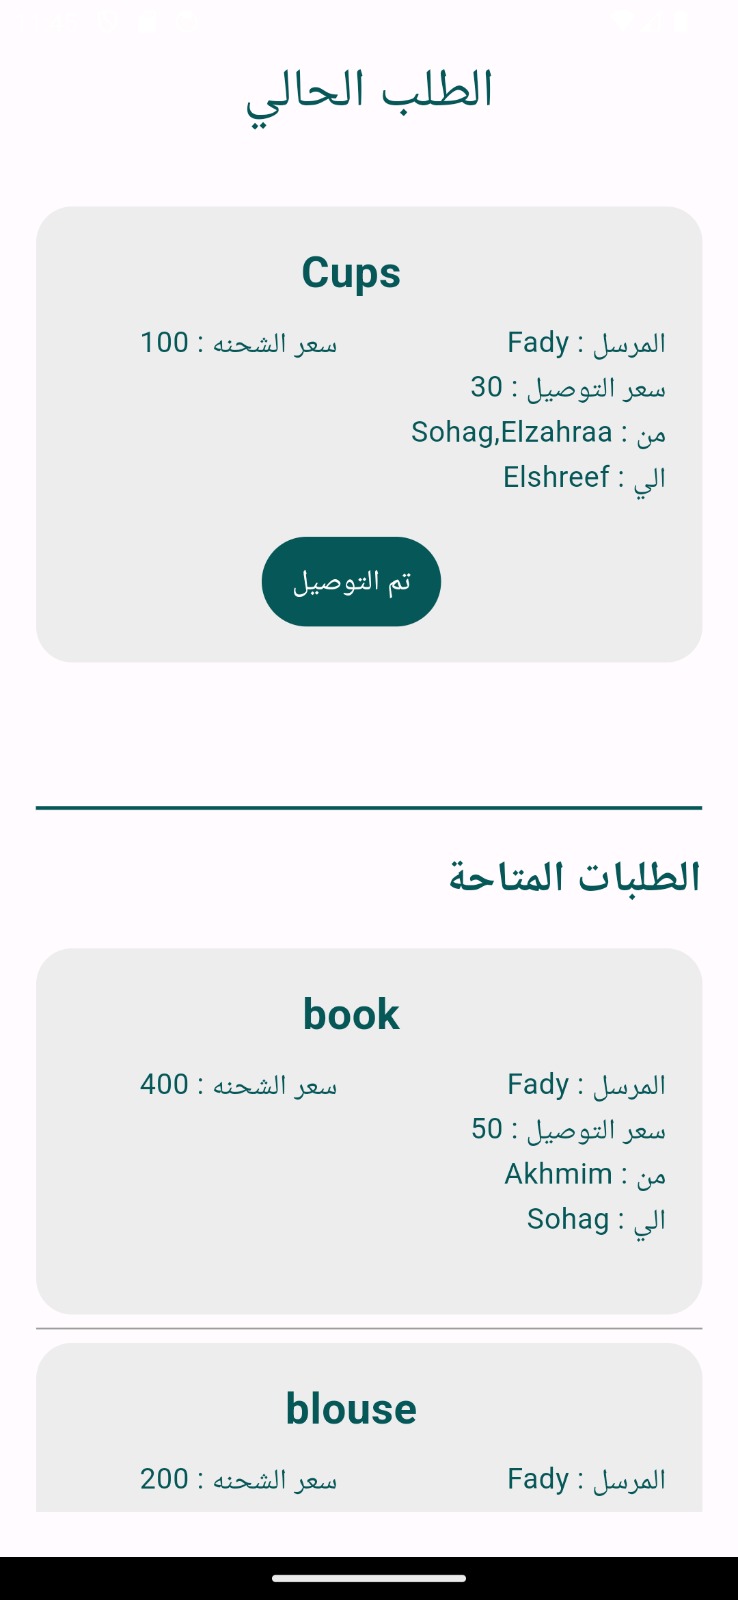 الطلب الحالي
Cups
المرسل : Fady
سعر الشحنه : 100
سعر التوصيل : 30
من : Sohag,Elzahraa
الي : Elshreef
تم التوصيل
الطلبات المتاحة
book
المرسل : Fady
سعر الشحنه : 400
سعر التوصيل : 50
من : Akhmim
الي : Sohag
blouse
المرسل : Fady
سعر الشحنه : 200